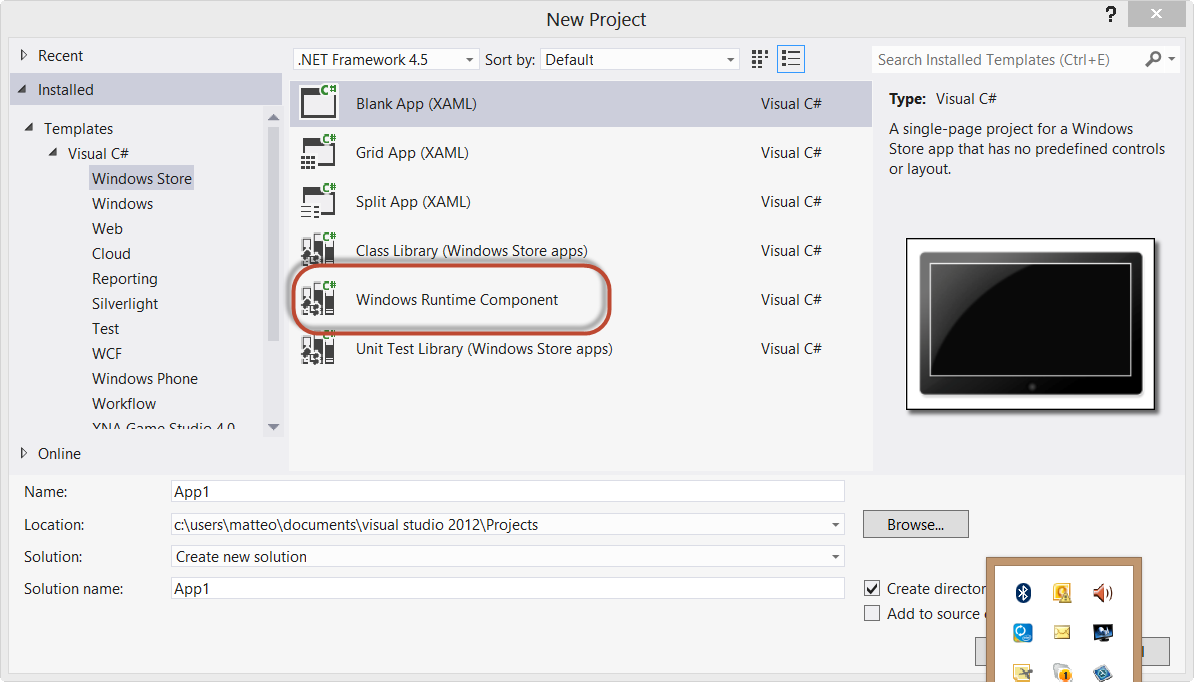 New Project
?
Recent
Installed
Templates
Visual C#
Windows Store
Windows
Web
Cloud
Reporting
Silverlight
Test
WCF
Windows Phone
Workflow
XNA Game Studio 4.0
Online
.NET Framework 4.5 Sort by: Default
C# Blank App (XAML) Visual C#
C# Grid App (XAML) Visual C#
C# Split App (XAML) Visual C#
C# Class Library (Windows Store apps) Visual C#
C# Windows Runtime Component Visual C#
C# Unit Test Library (Windows Store apps) Visual C#
Search Installed Templates (Ctrl+E)
Type: Visual C#
A single-page project for a Windows
Store app that has no predefined controls
or layout.
Name: App1
Location: c:\users\matteo\documents\visual studio 2012\Projects Browse...
Solution: Create new solution
Solution name: App1
Create director
Add to source
1